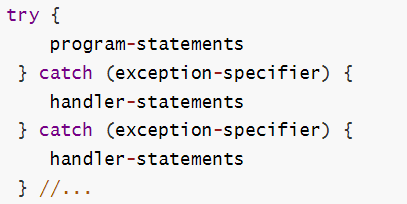 try {
    program-statements
 } catch (exception-specifier) {
    handler-statements
 } catch (exception-specifier) {
    handler-statements
 } //...